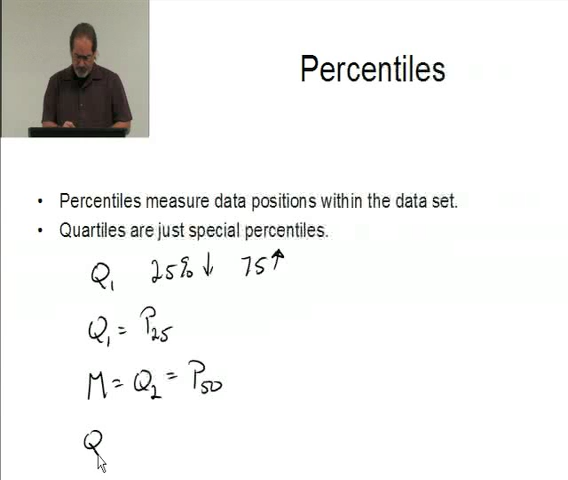 Percentiles
• Percentiles measure data positions within the data set.
• Quartiles are just special percentiles.
Q₁ 25% ↓ 75 ↑
Q₁ = P₂₅
M = Q₂ = P₅₀
Q